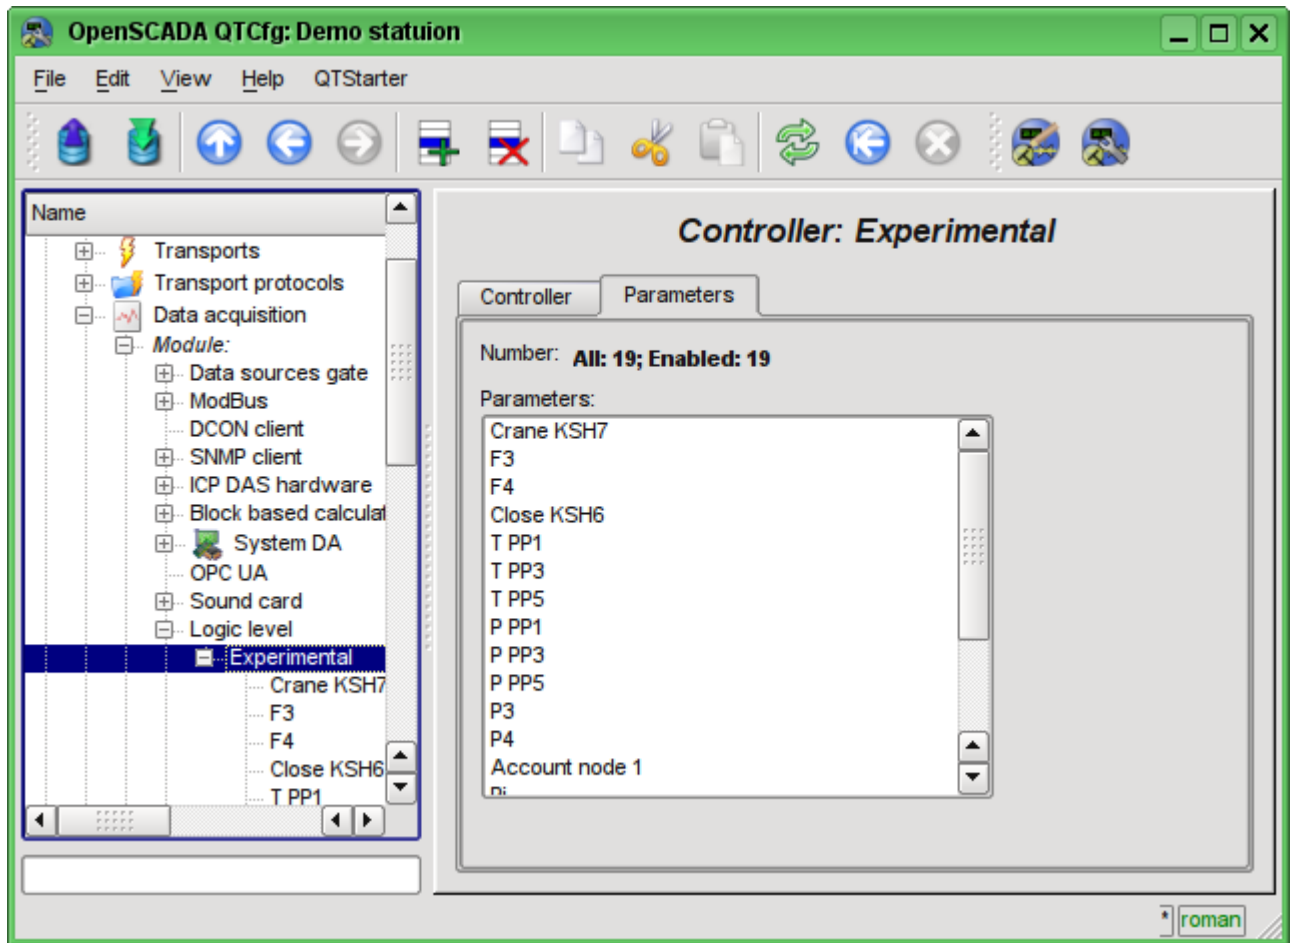 OpenSCADA QTCfg: Demo statuion
File Edit View Help QTStarter
Name
Transports
Transport protocols
Data acquisition
Module:
Data sources gate
ModBus
DCON client
SNMP client
ICP DAS hardware
Block based calculat
System DA
OPC UA
Sound card
Logic level
Experimental
Crane KSH7
F3
F4
Close KSH6
T PP1
Controller: Experimental
Controller Parameters
Number: All: 19; Enabled: 19
Parameters:
Crane KSH7
F3
F4
Close KSH6
T PP1
T PP3
T PP5
P PP1
P PP3
P PP5
P3
P4
Account node 1
* roman